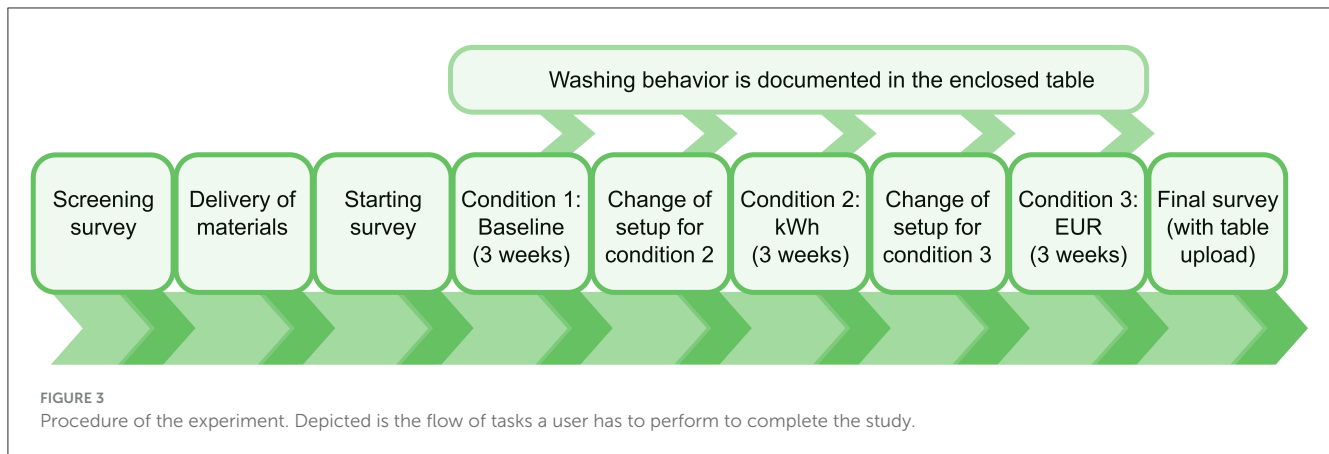 Washing behavior is documented in the enclosed table
Screening
survey
Delivery of
materials
Starting
survey
Condition 1:
Baseline
(3 weeks)
Change of
setup for
condition 2
Condition 2:
kWh
(3 weeks)
Change of
setup for
condition 3
Condition 3:
EUR
(3 weeks)
Final survey
(with table
upload)
FIGURE 3
Procedure of the experiment. Depicted is the flow of tasks a user has to perform to complete the study.